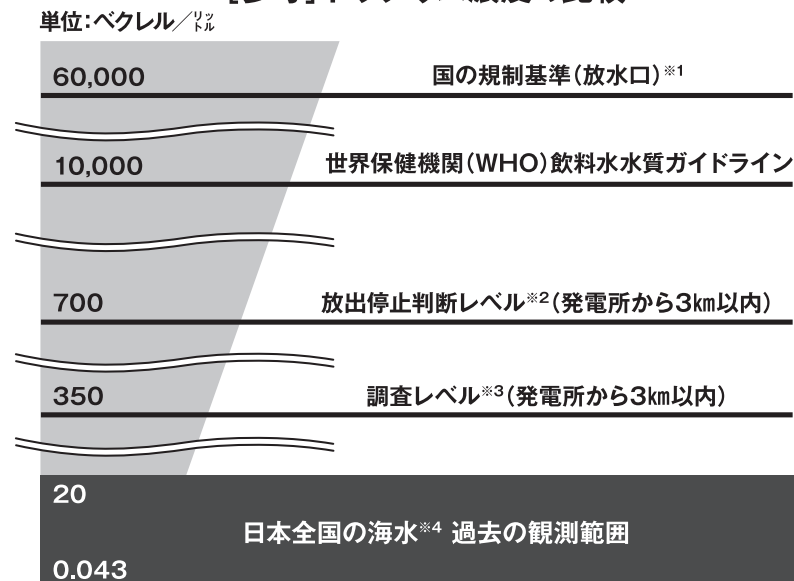 単位：ベクレル／リットル
60,000 国の規制基準（放水口）※1
10,000 世界保健機関（WHO）飲料水水質ガイドライン
700 放出停止判断レベル※2（発電所から3㎞以内）
350 調査レベル※3（発電所から3㎞以内）
20
日本全国の海水※4 過去の観測範囲
0.043